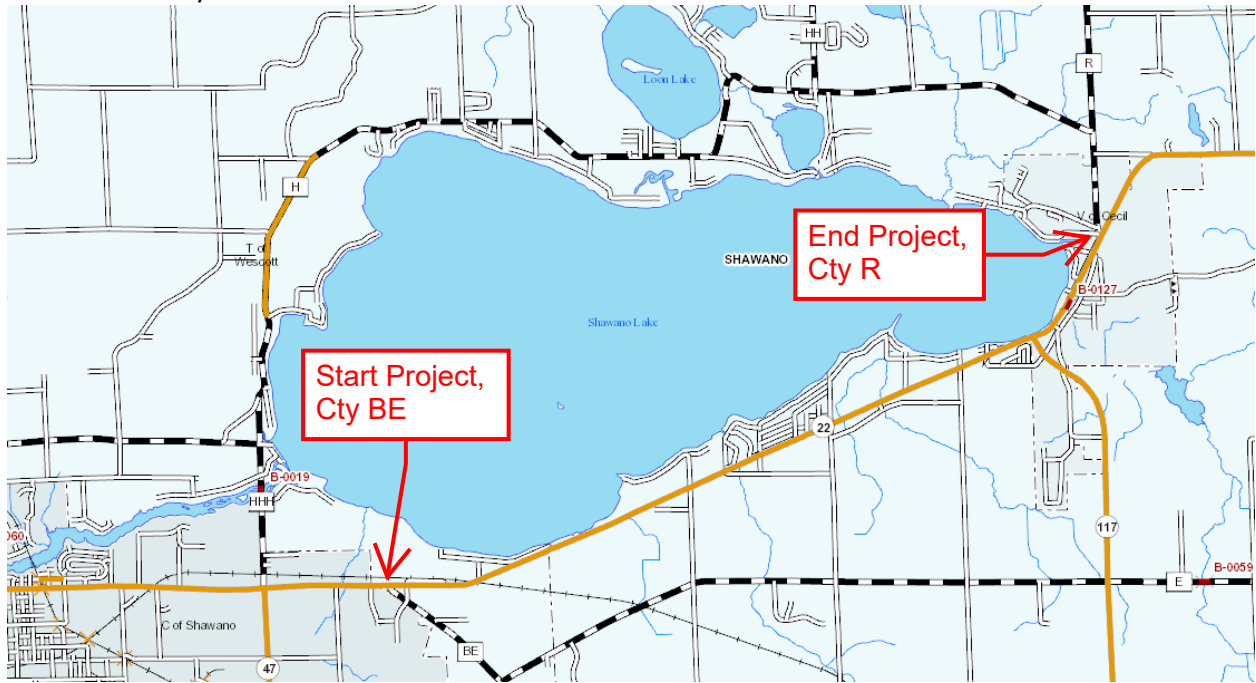 HH
R
Loon Lake
H
V of Cecil
T of
Wescott
SHAWANO
End Project,
Cty R
B-0127
Shawano Lake
Start Project,
Cty BE
22
B-0019
HHH
060
117
E
B-0059
C of Shawano
BE
47